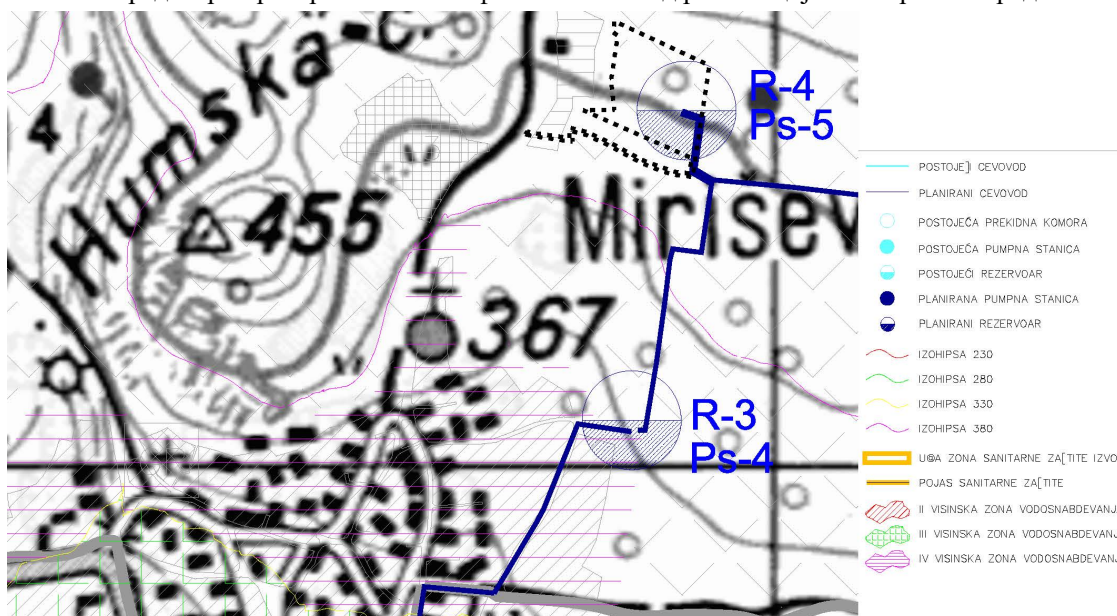 Humska-C.
4
455
367
Mirisev
R-4
Ps-5
R-3
Ps-4
POSTOJE] CEVOVOD
PLANIRANI CEVOVOD
POSTOJEĆA PREKIDNA KOMORA
POSTOJEĆA PUMPNA STANICA
POSTOJEĆI REZERVOAR
PLANIRANA PUMPNA STANICA
PLANIRANI REZERVOAR
IZOHIPSA 230
IZOHIPSA 280
IZOHIPSA 330
IZOHIPSA 380
U@A ZONA SANITARNE ZA[TITE IZVO
POJAS SANITARNE ZA[TITE
II VISINSKA ZONA VODOSNABDEVANJ
III VISINSKA ZONA VODOSNABDEVANJ
IV VISINSKA ZONA VODOSNABDEVANJ